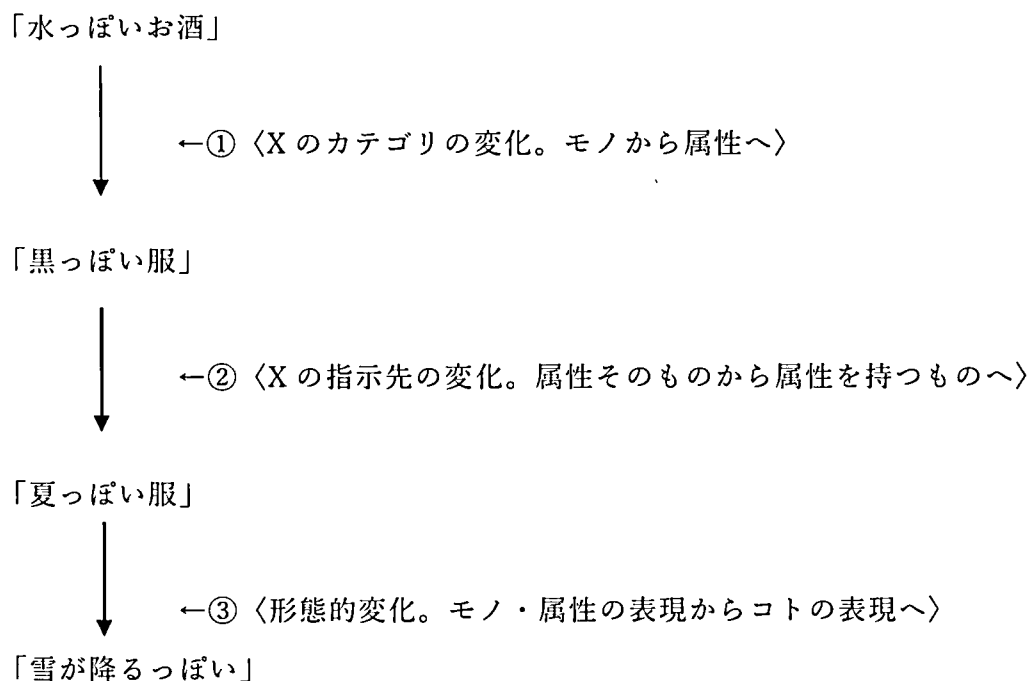 「水っぽいお酒」
←①〈X のカテゴリの変化。モノから属性へ〉
「黒っぽい服」
←②〈X の指示先の変化。属性そのものから属性を持つものへ〉
「夏っぽい服」
←③〈形態的変化。モノ・属性の表現からコトの表現へ〉
「雪が降るっぽい」